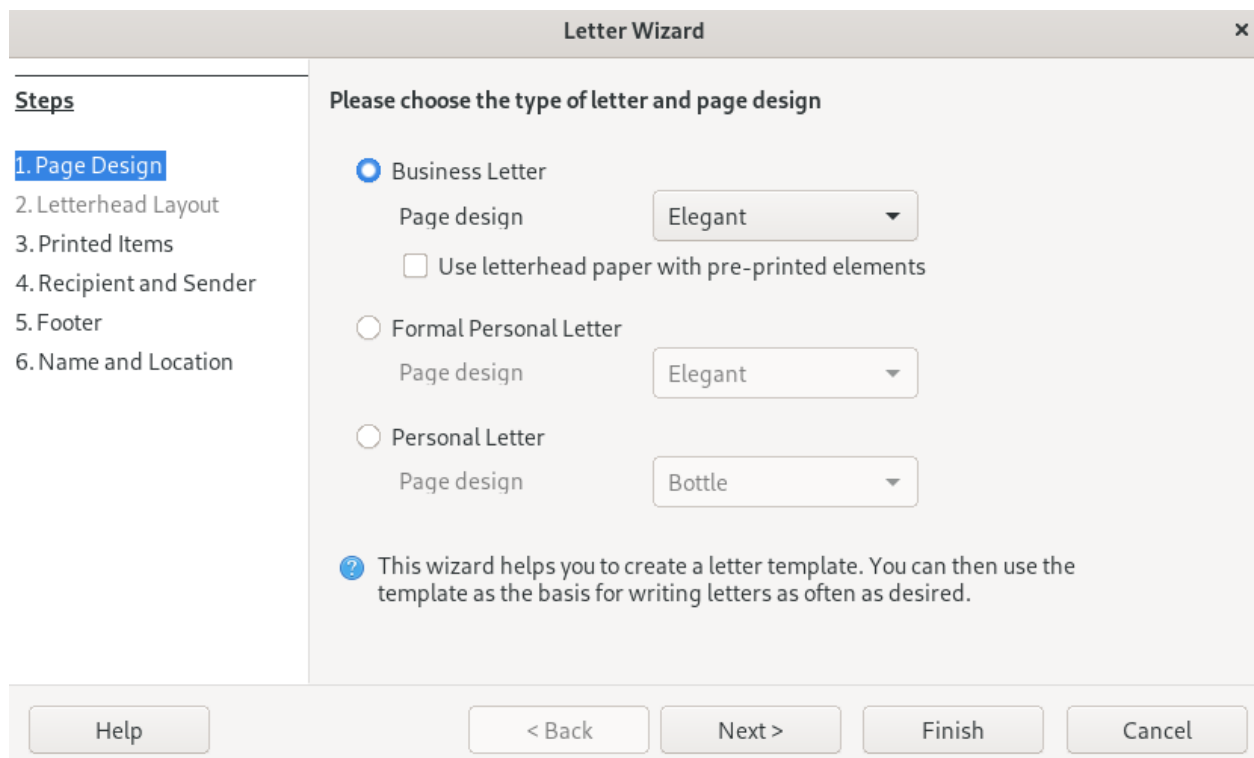 Letter Wizard
Steps
1. Page Design
2. Letterhead Layout
3. Printed Items
4. Recipient and Sender
5. Footer
6. Name and Location
Please choose the type of letter and page design
Business Letter
Page design Elegant
Use letterhead paper with pre-printed elements
Formal Personal Letter
Page design Elegant
Personal Letter
Page design Bottle
This wizard helps you to create a letter template. You can then use the
template as the basis for writing letters as often as desired.
Help < Back Next > Finish Cancel